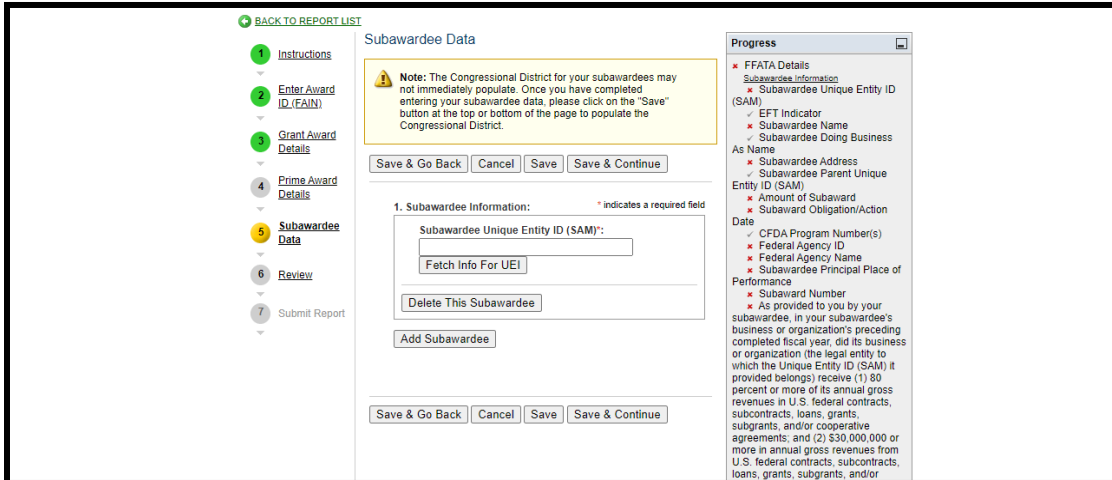 BACK TO REPORT LIST
1 Instructions
2 Enter Award
ID (FAIN)
3 Grant Award
Details
4 Prime Award
Details
5 Subawardee
Data
6 Review
7 Submit Report
Subawardee Data
Note: The Congressional District for your subawardees may
not immediately populate. Once you have completed
entering your subawardee data, please click on the "Save"
button at the top or bottom of the page to populate the
Congressional District.
Save & Go Back Cancel Save Save & Continue
1. Subawardee Information: * indicates a required field
Subawardee Unique Entity ID (SAM)*:
Fetch Info For UEI
Delete This Subawardee
Add Subawardee
Save & Go Back Cancel Save Save & Continue
Progress
FFATA Details
Subawardee Information
Subawardee Unique Entity ID
(SAM)
EFT Indicator
Subawardee Name
Subawardee Doing Business
As Name
Subawardee Address
Subawardee Parent Unique
Entity ID (SAM)
Amount of Subaward
Subaward Obligation/Action
Date
CFDA Program Number(s)
Federal Agency ID
Federal Agency Name
Subawardee Principal Place of
Performance
Subaward Number
As provided to you by your
subawardee, in your subawardee's
business or organization's preceding
completed fiscal year, did its business
or organization (the legal entity to
which the Unique Entity ID (SAM) it
provided belongs) receive (1) 80
percent or more of its annual gross
revenues in U.S. federal contracts,
subcontracts, loans, grants,
subgrants, and/or cooperative
agreements; and (2) $30,000,000 or
more in annual gross revenues from
U.S. federal contracts, subcontracts,
loans, grants, subgrants, and/or